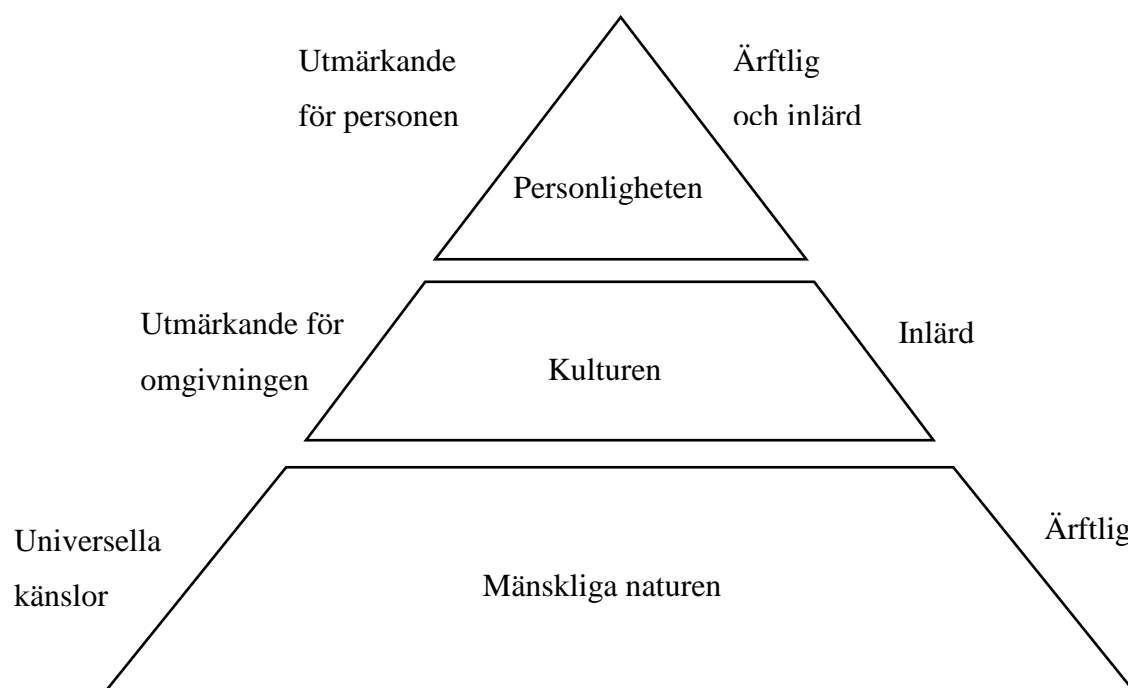 Utmärkande
för personen
Ärftlig
och inlärd
Personligheten
Utmärkande för
omgivningen
Inlärd
Kulturen
Universella
känslor
Ärftlig
Mänskliga naturen